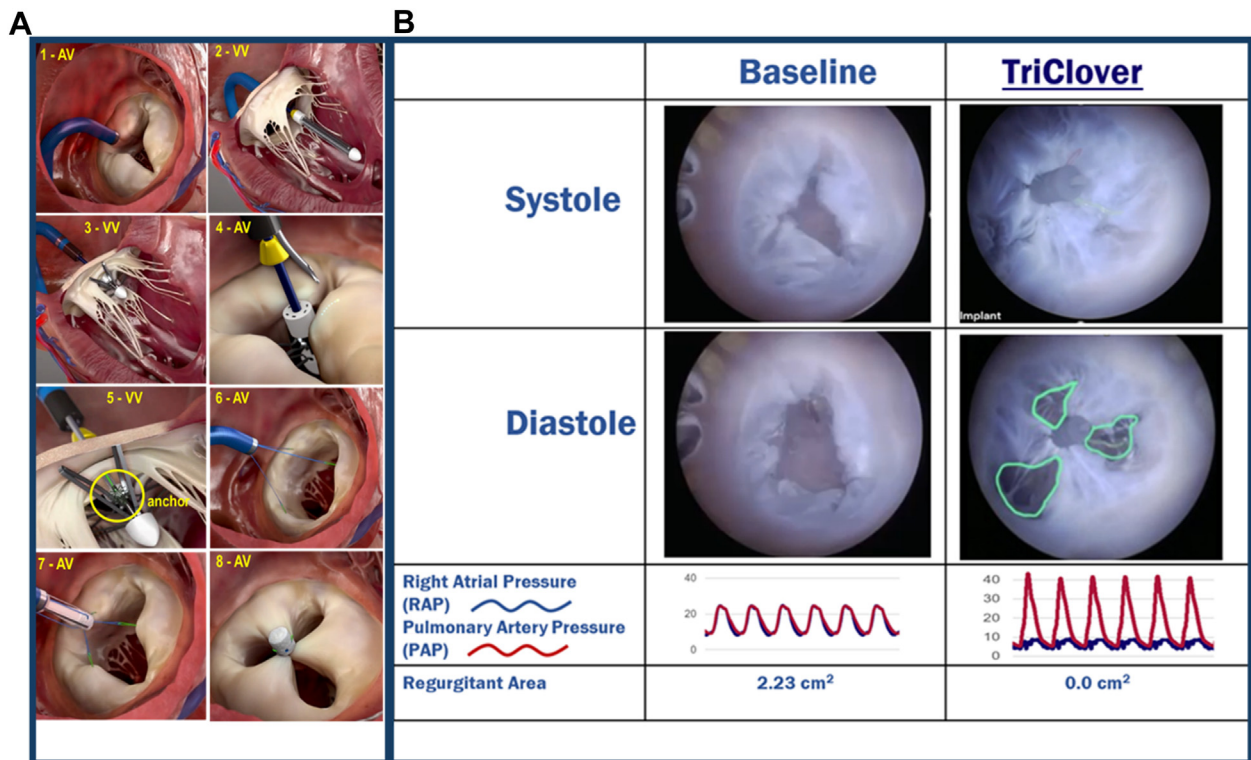 A
1 - AV
2 - VV
3 - VV
4 - AV
5 - VV
anchor
6 - AV
7 - AV
8 - AV
B
Baseline
TriClover
Systole
Implant
Diastole
Right Atrial Pressure
(RAP)
Pulmonary Artery Pressure
(PAP)
40
20
0
40
30
20
10
0
Regurgitant Area
2.23 cm²
0.0 cm²